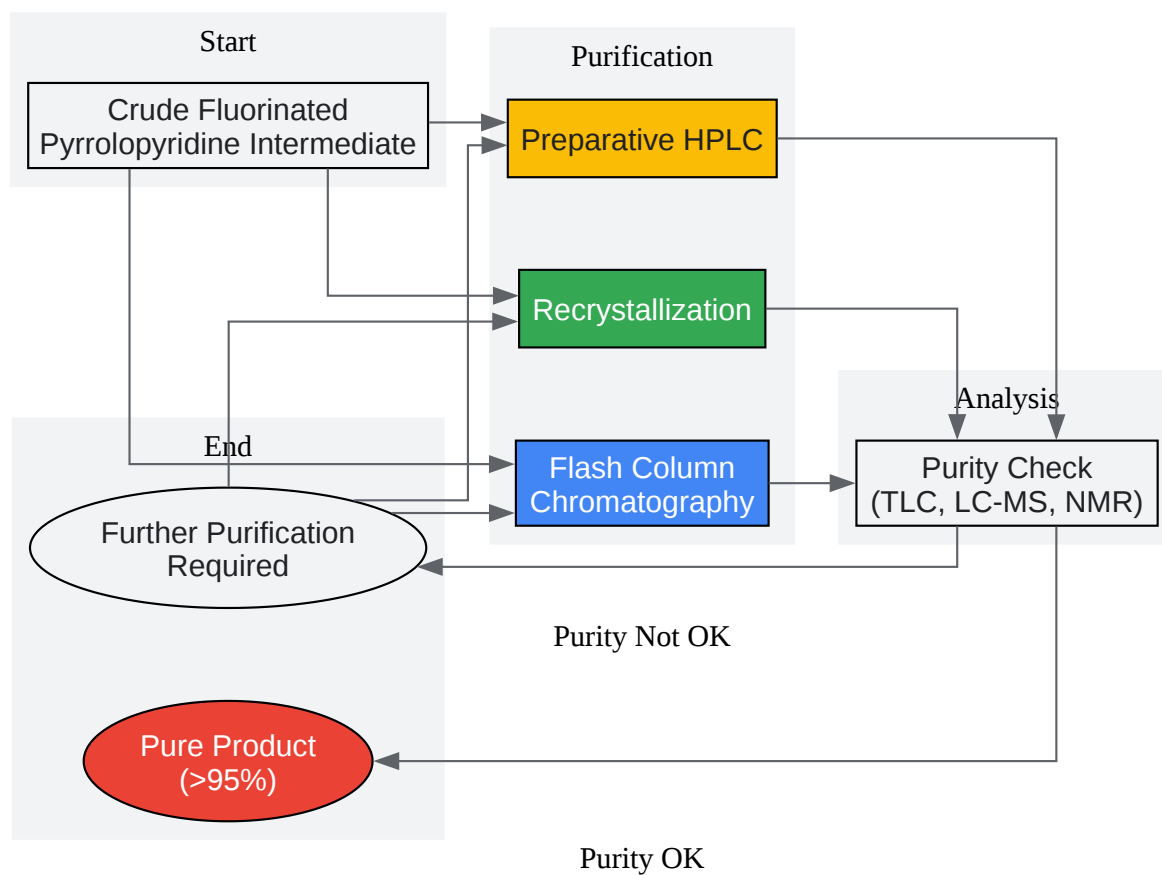 Start
Crude Fluorinated
Pyrrolopyridine Intermediate
Purification
Preparative HPLC
Recrystallization
Flash Column
Chromatography
Analysis
Purity Check
(TLC, LC-MS, NMR)
End
Further Purification
Required
Purity Not OK
Pure Product
(>95%)
Purity OK